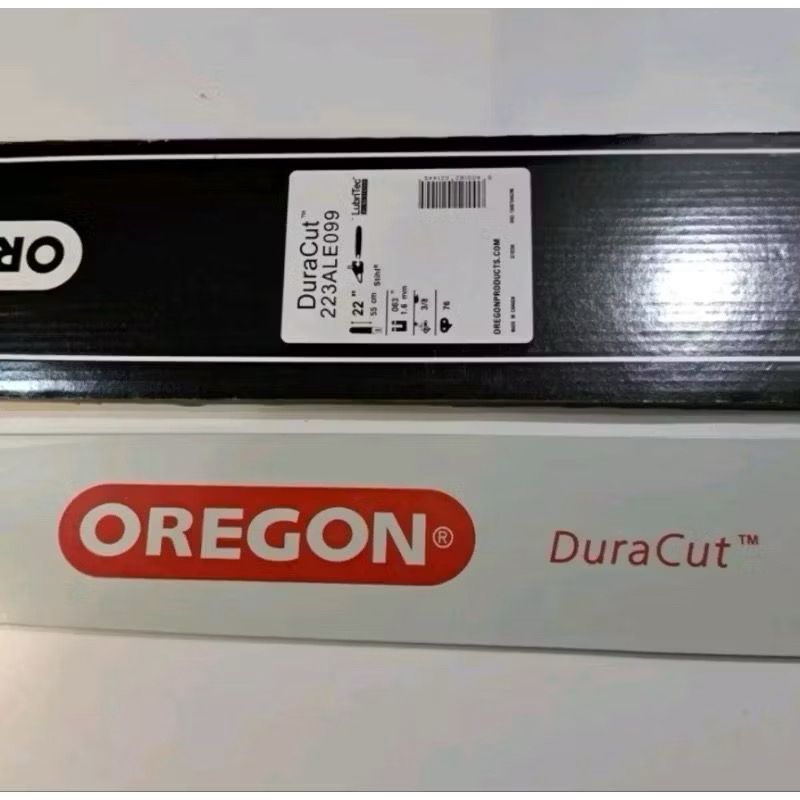 OR
DuraCut™
223ALE099
LubriTec
22"
55 cm
Stihl®
.063"
1.6 mm
3/8
76
OREGONPRODUCTS.COM
MADE IN CANADA
OREGON®
DuraCut™